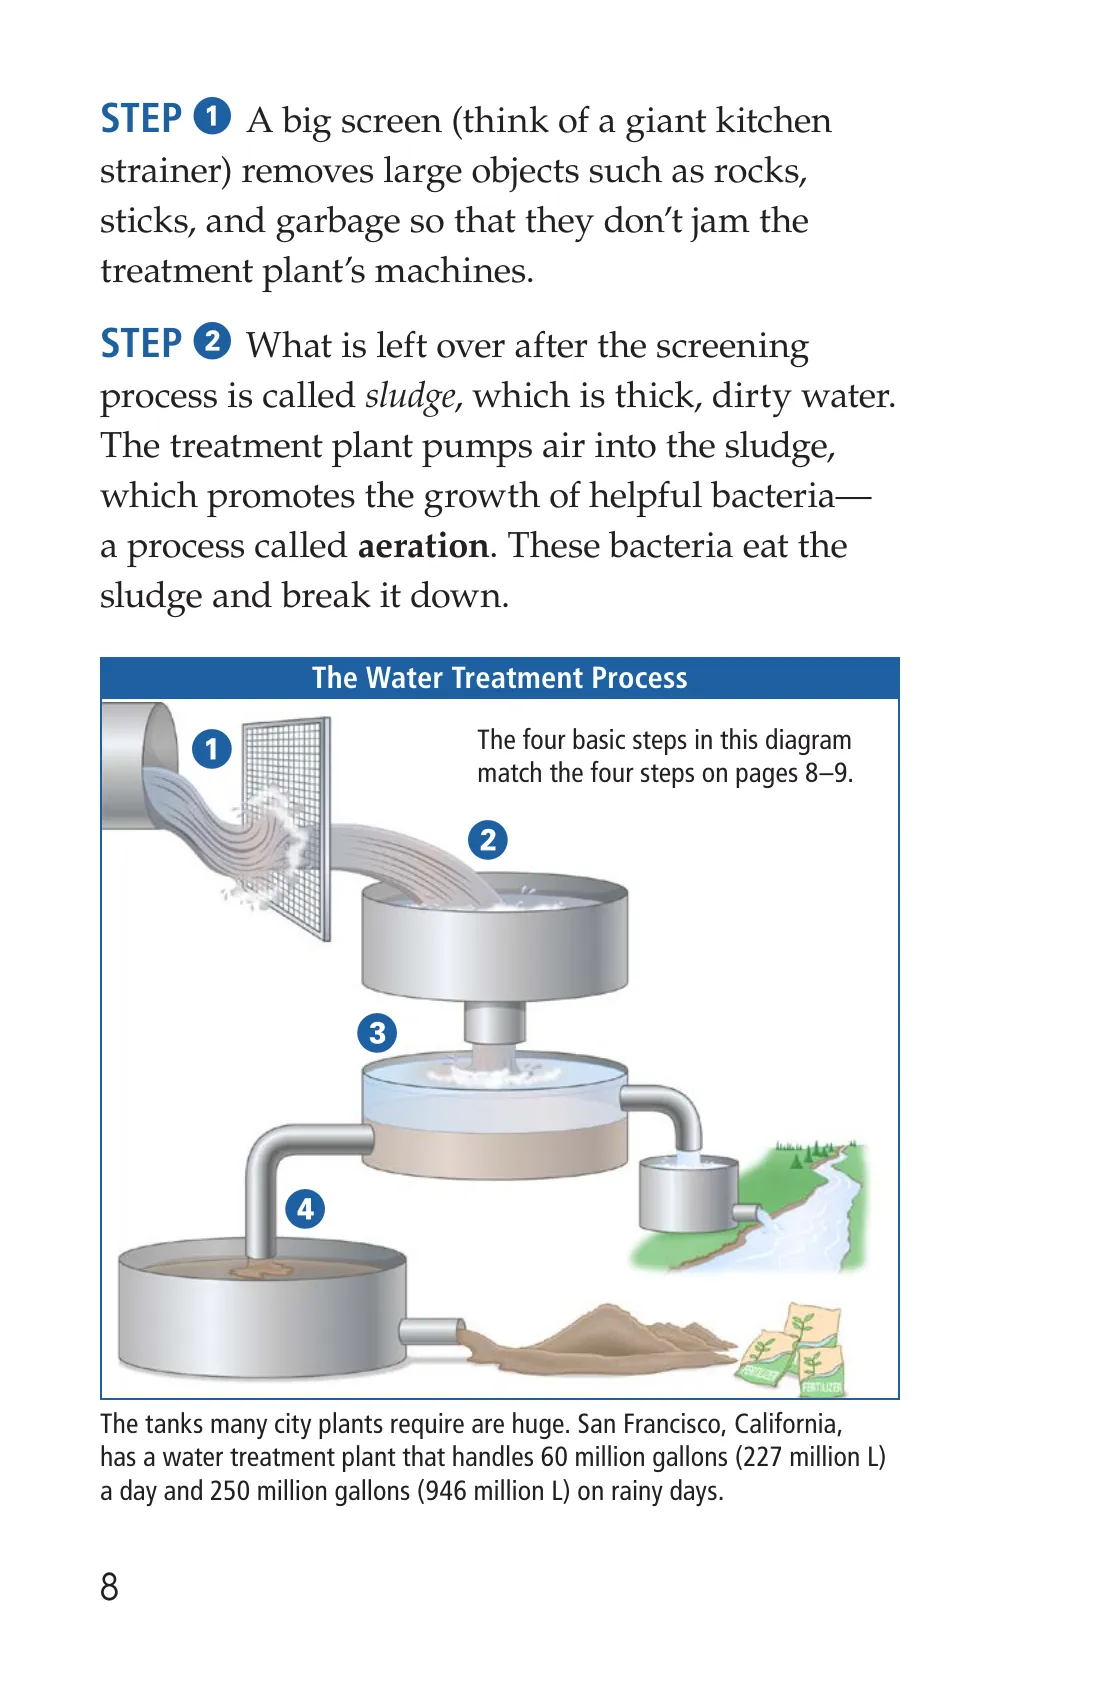 STEP 1 A big screen (think of a giant kitchen
strainer) removes large objects such as rocks,
sticks, and garbage so that they don’t jam the
treatment plant’s machines.
STEP 2 What is left over after the screening
process is called sludge, which is thick, dirty water.
The treatment plant pumps air into the sludge,
which promotes the growth of helpful bacteria—
a process called aeration. These bacteria eat the
sludge and break it down.
The Water Treatment Process
1
The four basic steps in this diagram
match the four steps on pages 8–9.
2
3
4
FERTILIZER
FERTILIZER
The tanks many city plants require are huge. San Francisco, California,
has a water treatment plant that handles 60 million gallons (227 million L)
a day and 250 million gallons (946 million L) on rainy days.
8